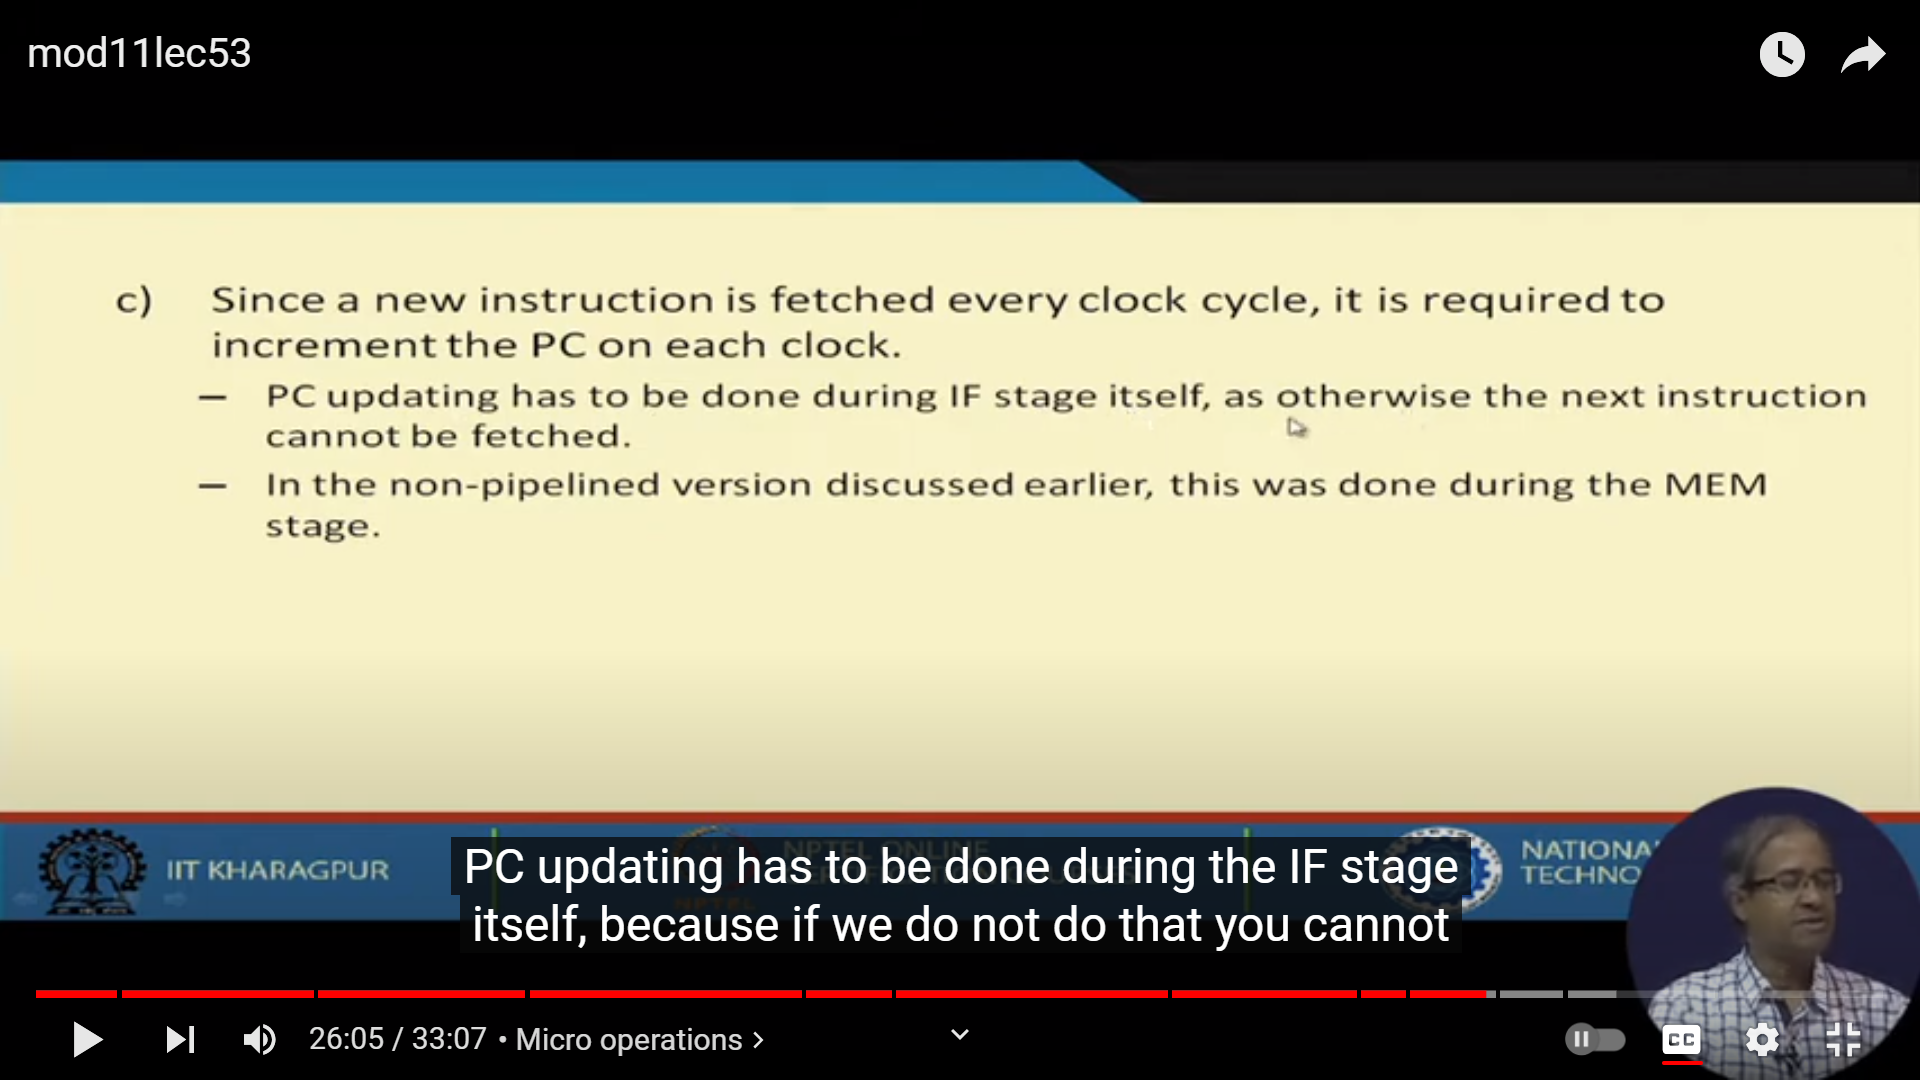 mod11lec53
c) Since a new instruction is fetched every clock cycle, it is required to
increment the PC on each clock.
— PC updating has to be done during IF stage itself, as otherwise the next instruction
cannot be fetched.
— In the non-pipelined version discussed earlier, this was done during the MEM
stage.
IIT KHARAGPUR
NPTEL ONLINE
NATIONA
TECHNO
PC updating has to be done during the IF stage
itself, because if we do not do that you cannot
26:05 / 33:07 • Micro operations >
CC